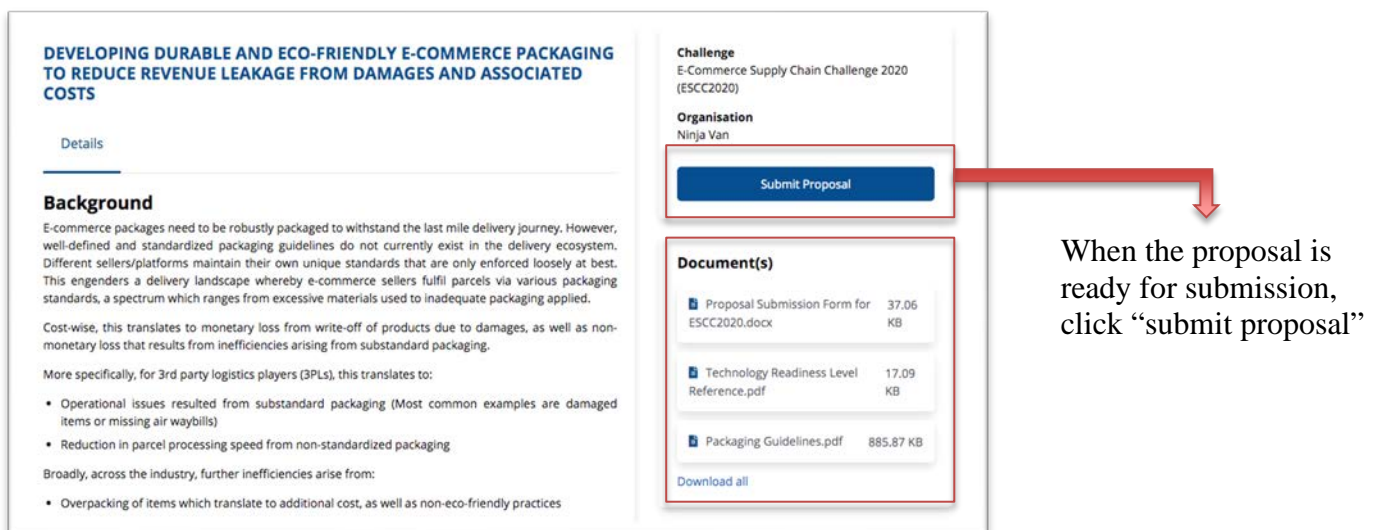 DEVELOPING DURABLE AND ECO-FRIENDLY E-COMMERCE PACKAGING
TO REDUCE REVENUE LEAKAGE FROM DAMAGES AND ASSOCIATED
COSTS
Details
Background
E-commerce packages need to be robustly packaged to withstand the last mile delivery journey. However,
well-defined and standardized packaging guidelines do not currently exist in the delivery ecosystem.
Different sellers/platforms maintain their own unique standards that are only enforced loosely at best.
This engenders a delivery landscape whereby e-commerce sellers fulfil parcels via various packaging
standards, a spectrum which ranges from excessive materials used to inadequate packaging applied.
Cost-wise, this translates to monetary loss from write-off of products due to damages, as well as non-
monetary loss that results from inefficiencies arising from substandard packaging.
More specifically, for 3rd party logistics players (3PLs), this translates to:
• Operational issues resulted from substandard packaging (Most common examples are damaged
items or missing air waybills)
• Reduction in parcel processing speed from non-standardized packaging
Broadly, across the industry, further inefficiencies arise from:
• Overpacking of items which translate to additional cost, as well as non-eco-friendly practices
Challenge
E-Commerce Supply Chain Challenge 2020
(ESCC2020)
Organisation
Ninja Van
Submit Proposal
Document(s)
Proposal Submission Form for 37.06
ESCC2020.docx KB
Technology Readiness Level 17.09
Reference.pdf KB
Packaging Guidelines.pdf 885.87 KB
Download all
When the proposal is
ready for submission,
click “submit proposal”